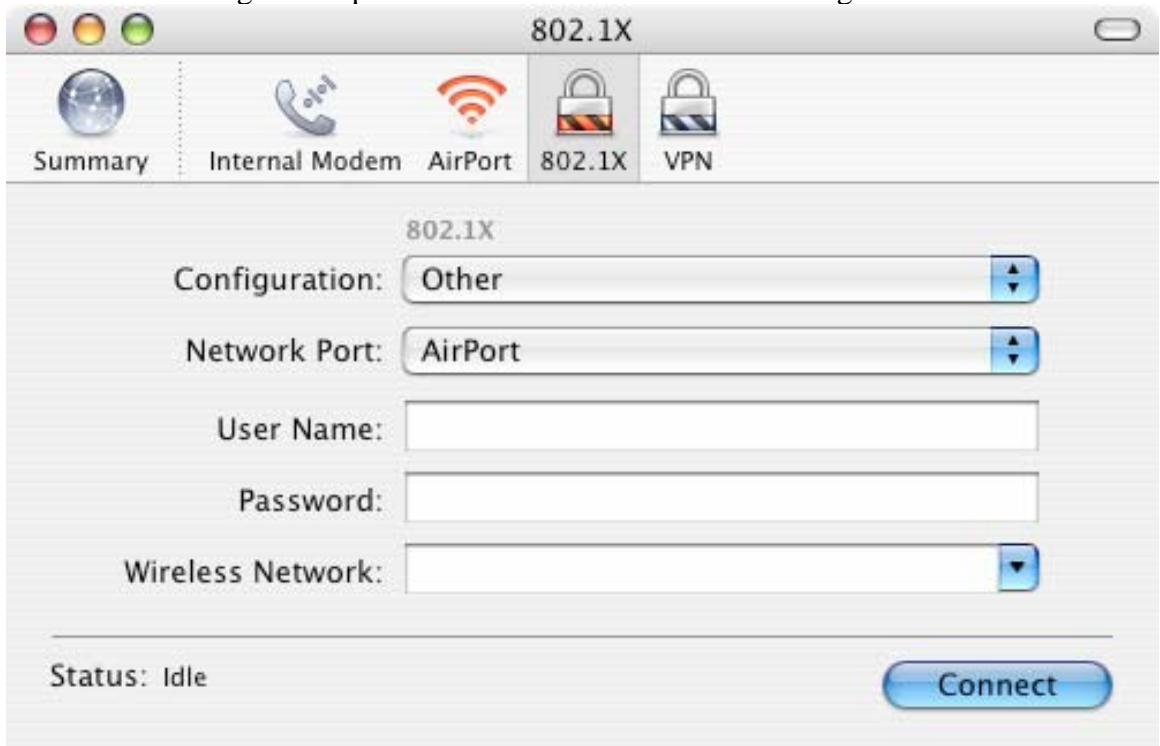 802.1X
Summary Internal Modem AirPort 802.1X VPN
802.1X
Configuration: Other
Network Port: AirPort
User Name:
Password:
Wireless Network:
Status: Idle Connect